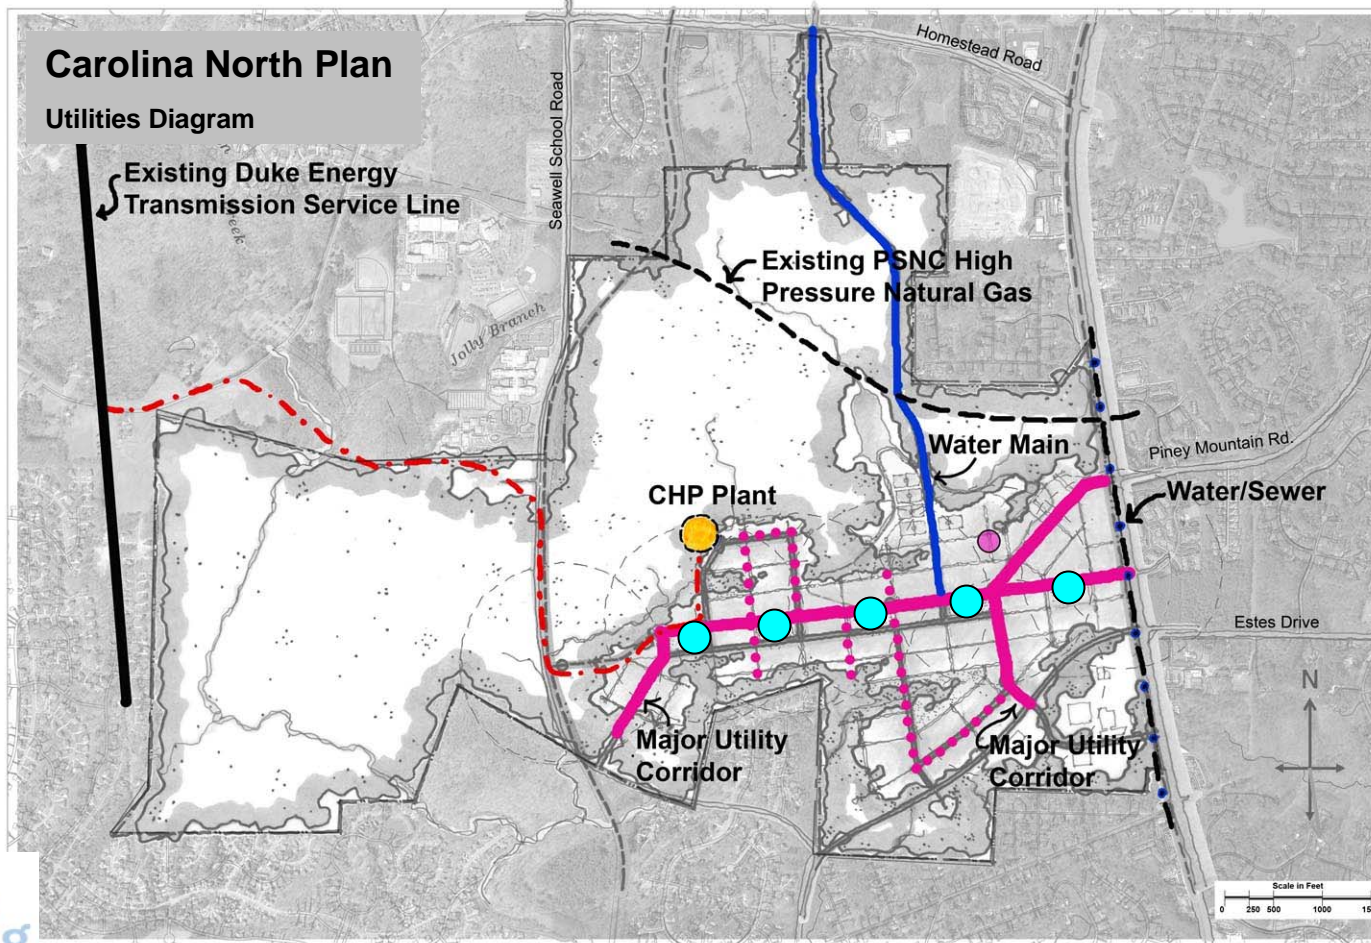 Carolina North Plan
Utilities Diagram
Existing Duke Energy
Transmission Service Line
Seawell School Road
Homestead Road
Existing PSNC High
Pressure Natural Gas
Jolly Branch
Water Main
Piney Mountain Rd.
CHP Plant
Water/Sewer
Estes Drive
N
Major Utility
Corridor
Major Utility
Corridor
Scale in Feet
0 250 500 1000